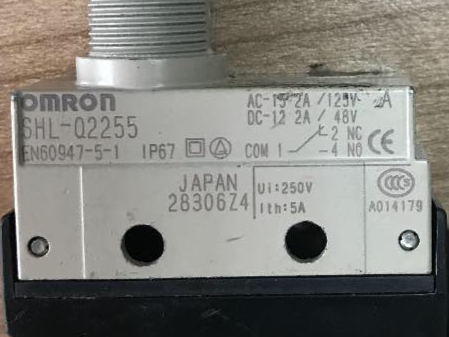 OMRON
SHL-Q2255
EN60947-5-1 IP67
AC-15 2A / 125V A
DC-12 2A / 48V
2 NC
COM 1 4 NO
CE
JAPAN
28306Z4
Ui:250V
Ith:5A
CCC S
A014179